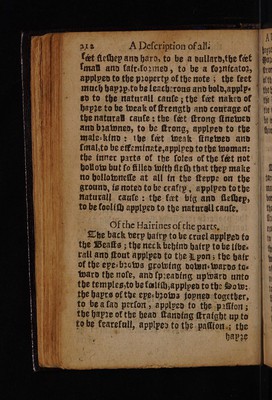 212 A Description of all.
feet fleshey and hard, to be a dullard, the feet
small and fair-formed, to be a fornicator,
applyed to the property of the note; the feet
much hayry, to be leacherous and bold, apply-
ed to the naturall cause; the feet naked of
hayre to be weak of strength and courage of
the naturall cause: the feet strong sinewed
and brawned, to be strong, applyed to the
male-kind: the feet weak sinewed and
small, to be effeminate, applyed to the woman:
the inner parts of the soles of the feet not
hollow but so filled with flesh that they make
no hollownesse at all in the steppe on the
ground, is noted to be crafty, applyed to the
naturall cause: the feet big and fleshey,
to be foolish applyed to the naturall cause.
Of the Hairines of the parts.
The back very hairy to be cruel applyed to
the Beasts; the neck behind hairy to be libe-
rall and stout applyed to the Lyon; the hair
of the eye-brows growing down-wards to-
ward the nose, and spreading upward unto
the temples, to be foolish, applyed to the Sow:
the hayrs of the eye-brows joyned together,
to be a sad person, applyed to the passion;
the hayre of the head standing straight up to
to be fearefull, applyed to the passion; the
hayre